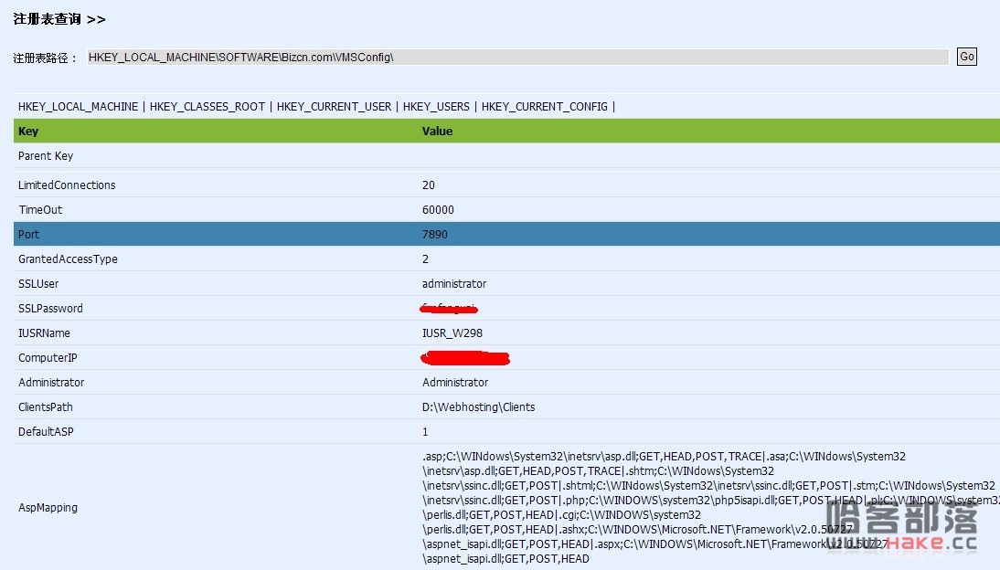 注册表查询 >>
注册表路径： HKEY_LOCAL_MACHINE\SOFTWARE\Bizcn.com\VMSConfig\ Go
HKEY_LOCAL_MACHINE | HKEY_CLASSES_ROOT | HKEY_CURRENT_USER | HKEY_USERS | HKEY_CURRENT_CONFIG |
Key Value
Parent Key
LimitedConnections 20
TimeOut 60000
Port 7890
GrantedAccessType 2
SSLUser administrator
SSLPassword
IUSRName IUSR_W298
ComputerIP
Administrator Administrator
ClientsPath D:\Webhosting\Clients
DefaultASP 1
.asp;C:\WINdows\System32\inetsrv\asp.dll;GET,HEAD,POST,TRACE|.asa;C:\WINdows\System32
\inetsrv\asp.dll;GET,HEAD,POST,TRACE|.shtm;C:\WINdows\System32
\inetsrv\ssinc.dll;GET,POST|.shtml;C:\WINdows\System32\inetsrv\ssinc.dll;GET,POST|.stm;C:\WINdows\System32
AspMapping \inetsrv\ssinc.dll;GET,POST|.php;C:\WINDOWS\system32\php5isapi.dll;GET,POST,HEAD|.pl;C:\WINDOWS\system32
\perlis.dll;GET,POST,HEAD|.cgi;C:\WINDOWS\system32
\perlis.dll;GET,POST,HEAD|.ashx;C:\WINDOWS\Microsoft.NET\Framework\v2.0.50727
\aspnet_isapi.dll;GET,POST,HEAD|.aspx;C:\WINDOWS\Microsoft.NET\Framework\v2.0.50727
\aspnet_isapi.dll;GET,POST,HEAD
哈客部落
www.Hake.cc